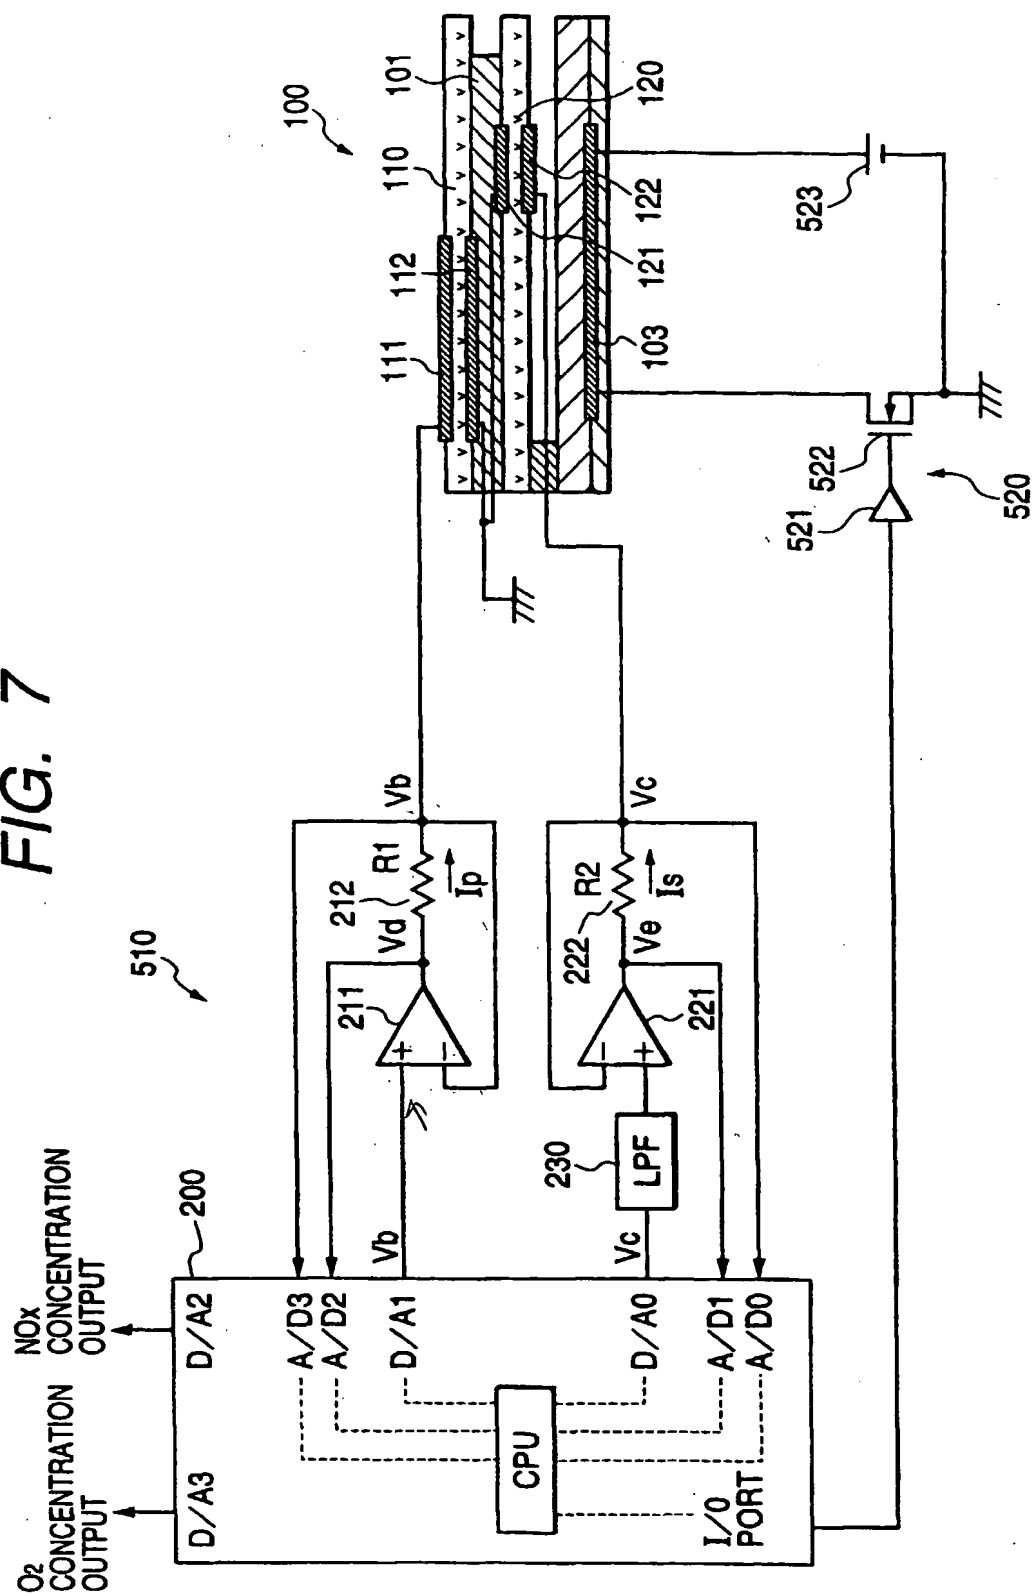 FIG. 7
O2
CONCENTRATION
OUTPUT
NOx
CONCENTRATION
OUTPUT
510
200
D/A3
D/A2
A/D3
A/D2
D/A1
D/A0
A/D1
A/D0
CPU
I/O
PORT
Vb
Vc
230
LPF
211
Vd
212
R1
Ip
Vb
221
Ve
222
R2
Is
Vc
100
111
112
110
101
120
122
121
103
523
522
521
520
+
−
−
+